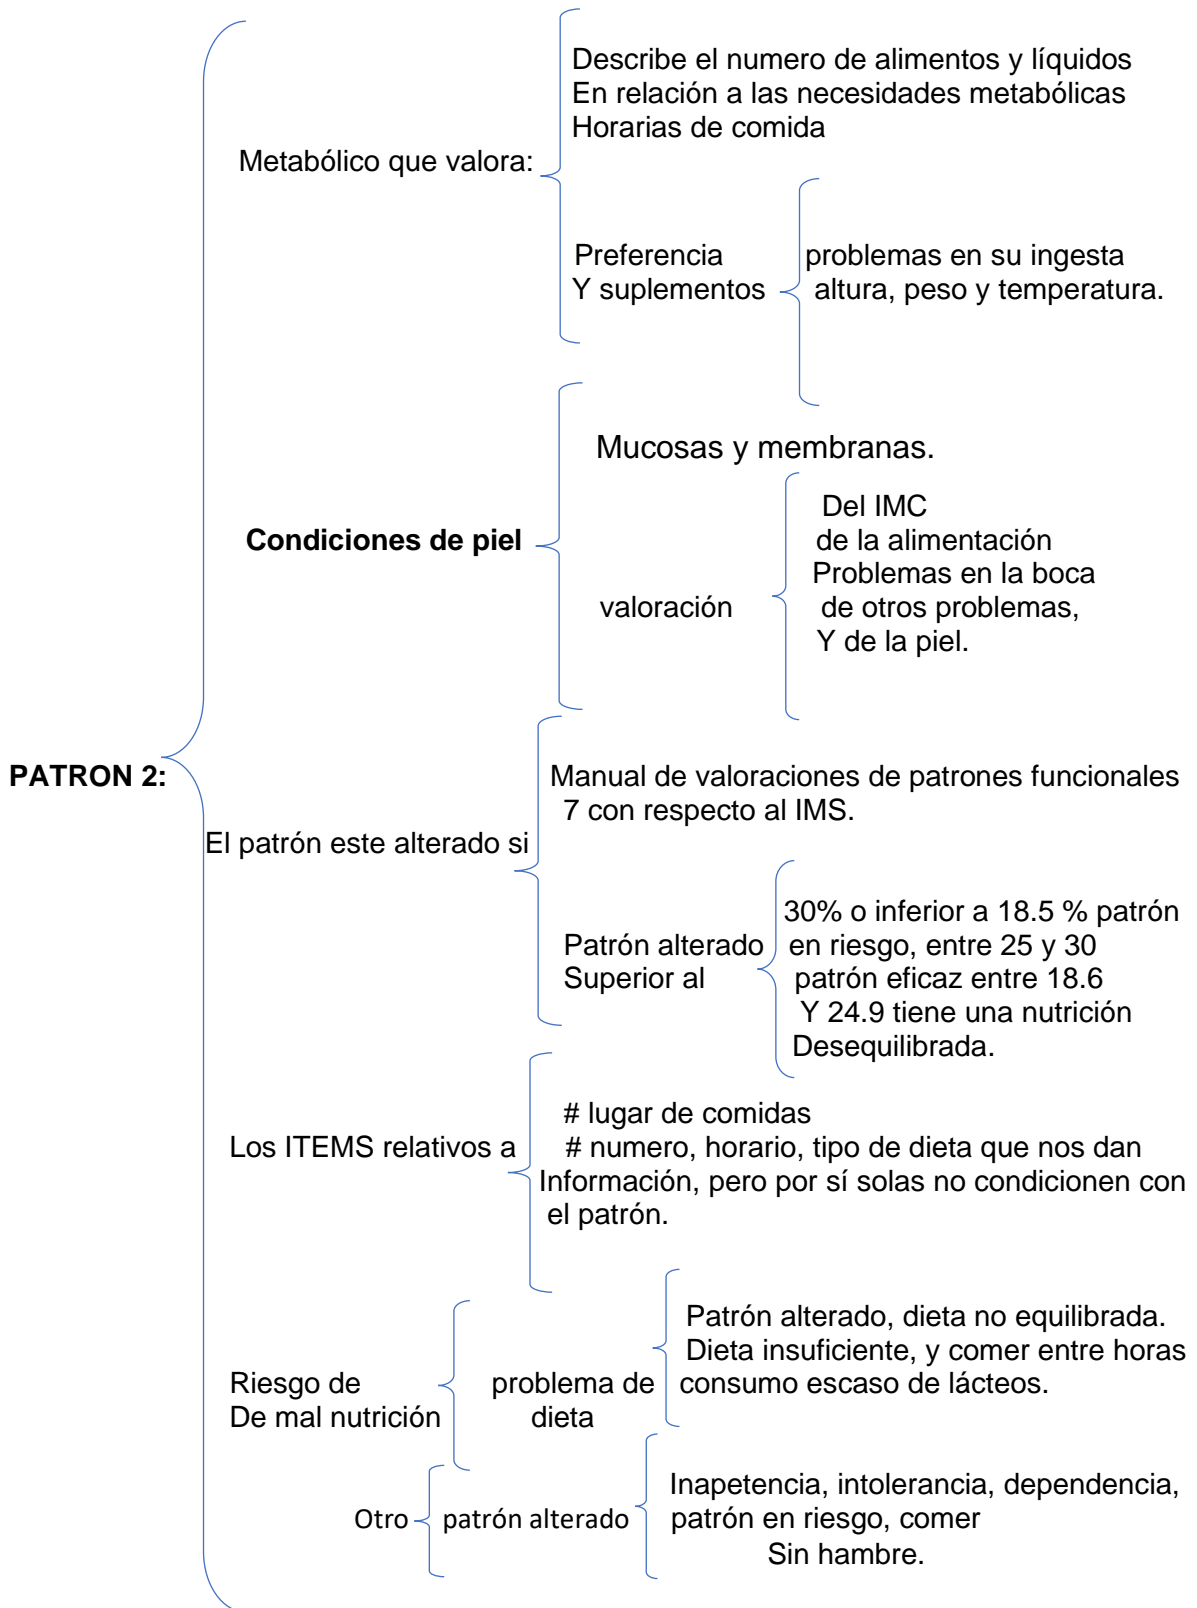 Describe el numero de alimentos y líquidos
En relación a las necesidades metabólicas
Horarias de comida
Metabólico que valora:
Preferencia
Y suplementos
problemas en su ingesta
altura, peso y temperatura.
Mucosas y membranas.
Condiciones de piel
valoración
Del IMC
de la alimentación
Problemas en la boca
de otros problemas,
Y de la piel.
PATRON 2:
El patrón este alterado si
Manual de valoraciones de patrones funcionales
7 con respecto al IMS.
Patrón alterado
Superior al
30% o inferior a 18.5 % patrón
en riesgo, entre 25 y 30
patrón eficaz entre 18.6
Y 24.9 tiene una nutrición
Desequilibrada.
Los ITEMS relativos a
# lugar de comidas
# numero, horario, tipo de dieta que nos dan
Información, pero por sí solas no condicionen con
el patrón.
Riesgo de
De mal nutrición
problema de
dieta
Patrón alterado, dieta no equilibrada.
Dieta insuficiente, y comer entre horas
consumo escaso de lácteos.
Otro
patrón alterado
Inapetencia, intolerancia, dependencia,
patrón en riesgo, comer
Sin hambre.